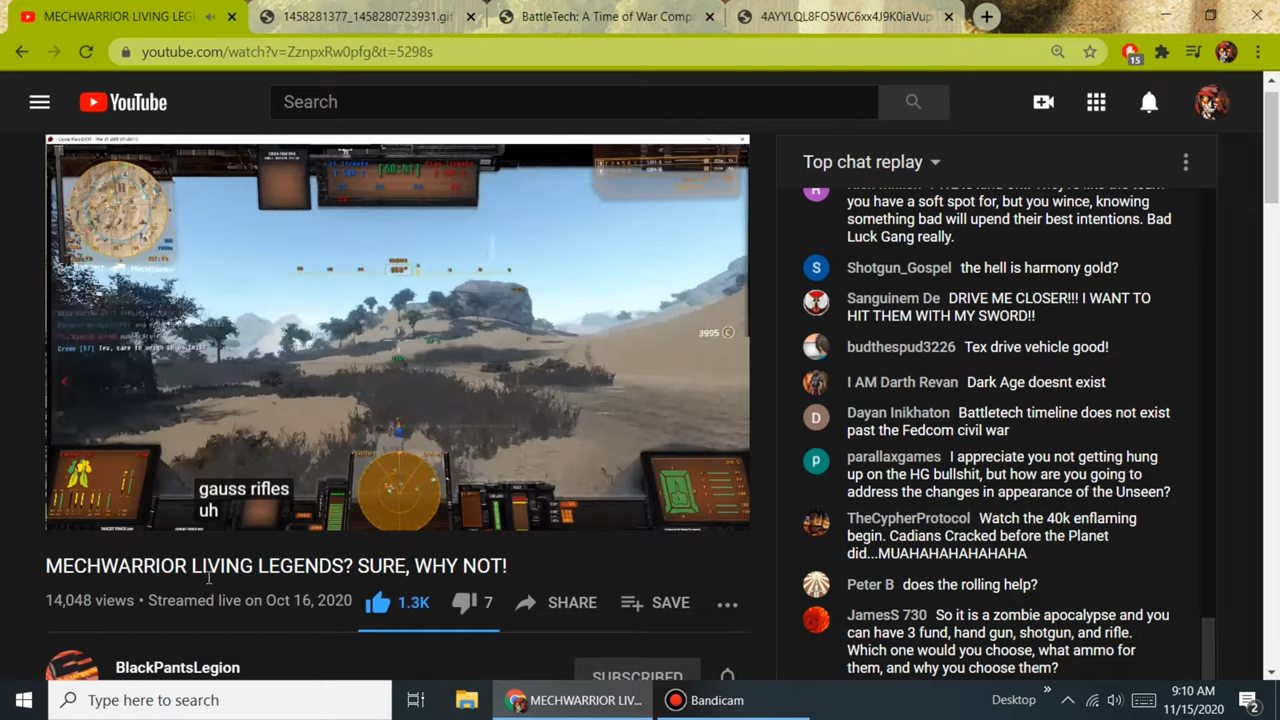 MECHWARRIOR LIVING LEG
1458281377_1458280723931.gif
BattleTech: A Time of War Compa
4AYYLQL8FO5WC6xx4J9K0iaVup
youtube.com/watch?v=ZznpxRw0pfg&t=5298s
15
YouTube
Search
Top chat replay
you have a soft spot for, but you wince, knowing
something bad will upend their best intentions. Bad
Luck Gang really.
S Shotgun_Gospel the hell is harmony gold?
Sanguinem De DRIVE ME CLOSER!!! I WANT TO
HIT THEM WITH MY SWORD!!
budthespud3226 Tex drive vehicle good!
I AM Darth Revan Dark Age doesnt exist
D Dayan Inikhaton Battletech timeline does not exist
past the Fedcom civil war
p parallaxgames I appreciate you not getting hung
up on the HG bullshit, but how are you going to
address the changes in appearance of the Unseen?
TheCypherProtocol Watch the 40k enflaming
begin. Cadians Cracked before the Planet
did...MUAHAHAHAHAHAHA
Peter B does the rolling help?
JamesS 730 So it is a zombie apocalypse and you
can have 3 fund, hand gun, shotgun, and rifle.
Which one would you choose, what ammo for
them, and why you choose them?
[60:41]
3995 C
gauss rifles
uh
MECHWARRIOR LIVING LEGENDS? SURE, WHY NOT!
14,048 views • Streamed live on Oct 16, 2020
1.3K
7
SHARE
SAVE
BlackPantsLegion
SUBSCRIBED
Type here to search
MECHWARRIOR LIV...
Bandicam
Desktop
9:10 AM
11/15/2020
2